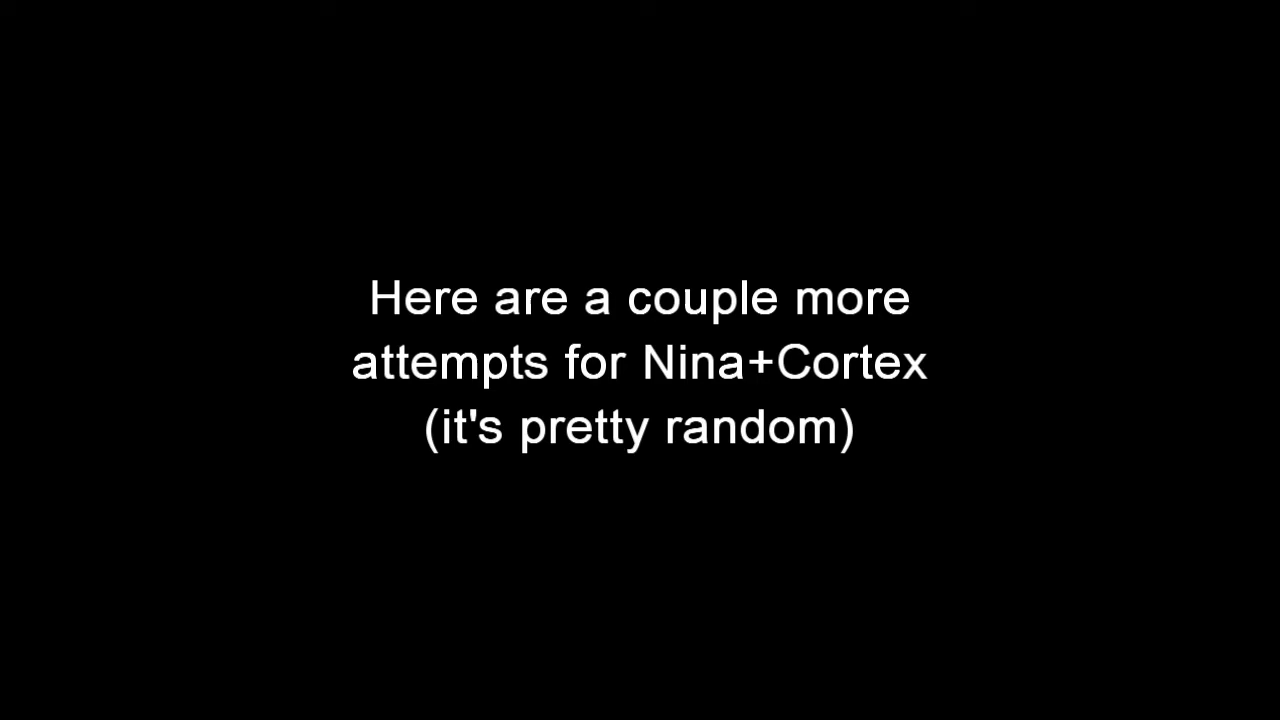 Here are a couple more
attempts for Nina+Cortex
(it's pretty random)